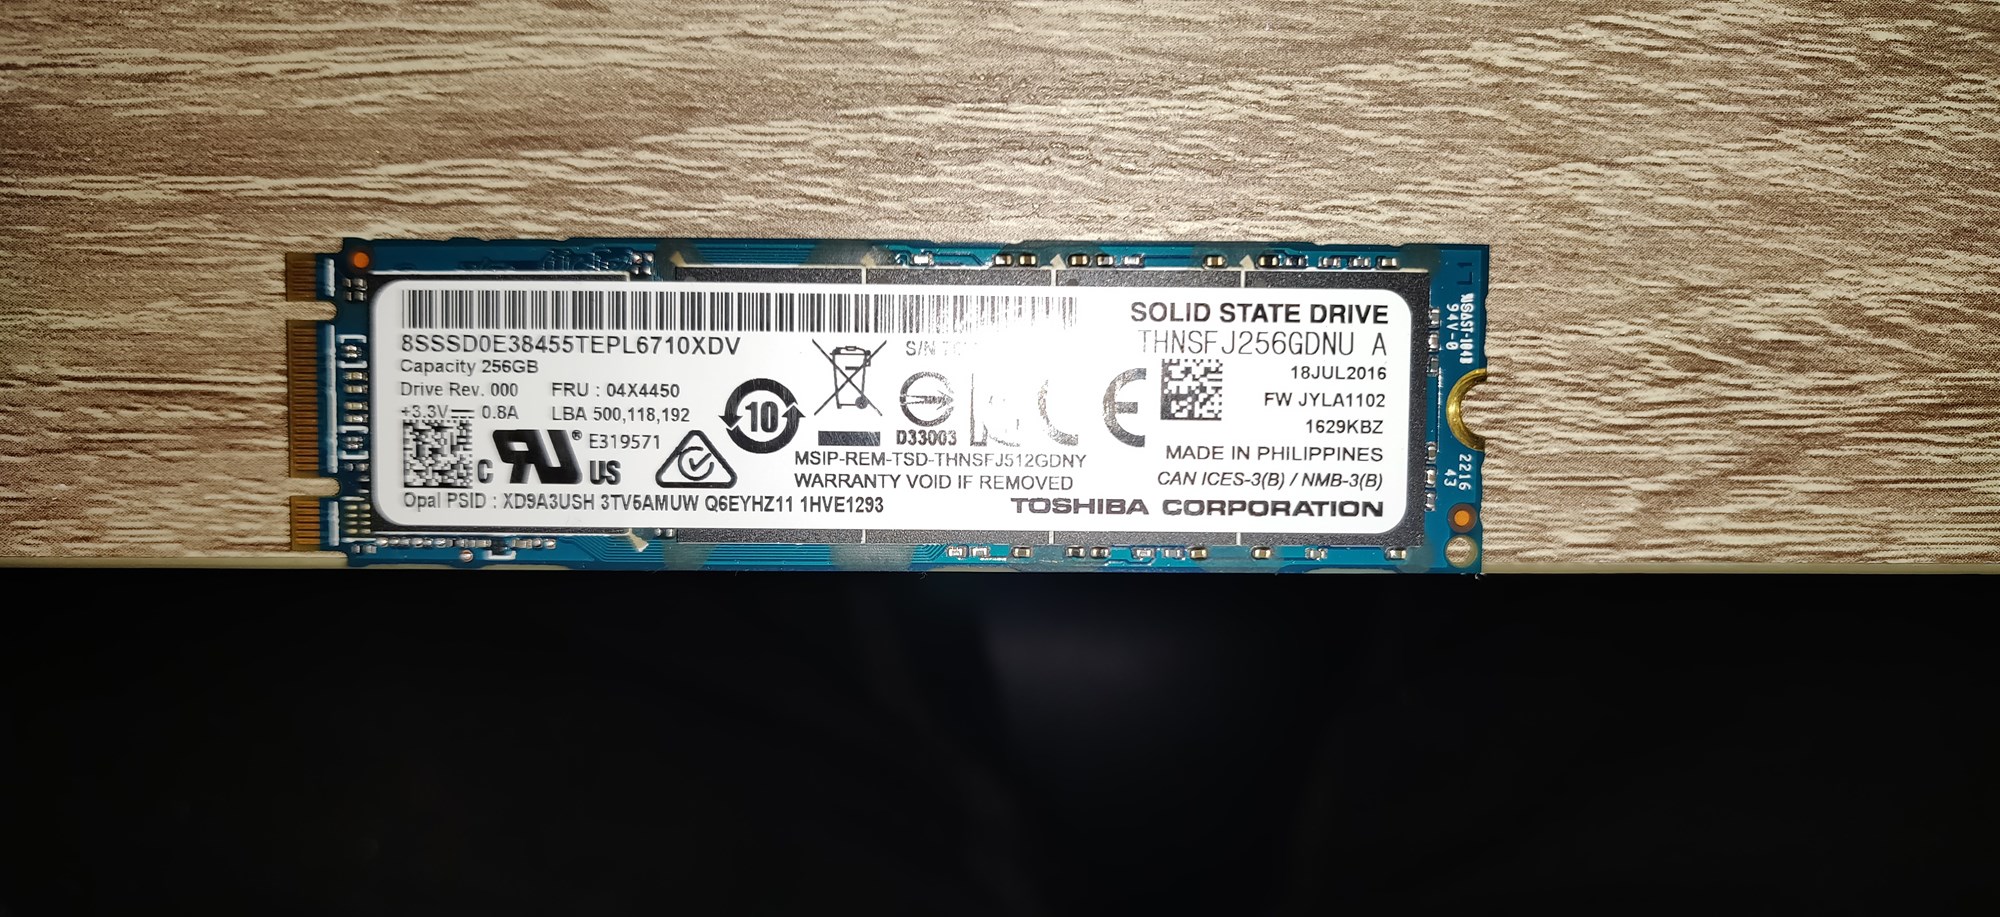 8SSSD0E38455TEPL6710XDV
Capacity 256GB
Drive Rev. 000 FRU : 04X4450
+3.3V 0.8A LBA 500,118,192
E319571
C US
Opal PSID : XD9A3USH 3TV6AMUW Q6EYHZ11 1HVE1293
10
S/N
D33003
MSIP-REM-TSD-THNSFJ512GDNY
WARRANTY VOID IF REMOVED
SOLID STATE DRIVE
THNSFJ256GDNU A
18JUL2016
FW JYLA1102
1629KBZ
MADE IN PHILIPPINES
CAN ICES-3(B) / NMB-3(B)
TOSHIBA CORPORATION
L1
94V-0
2216
43